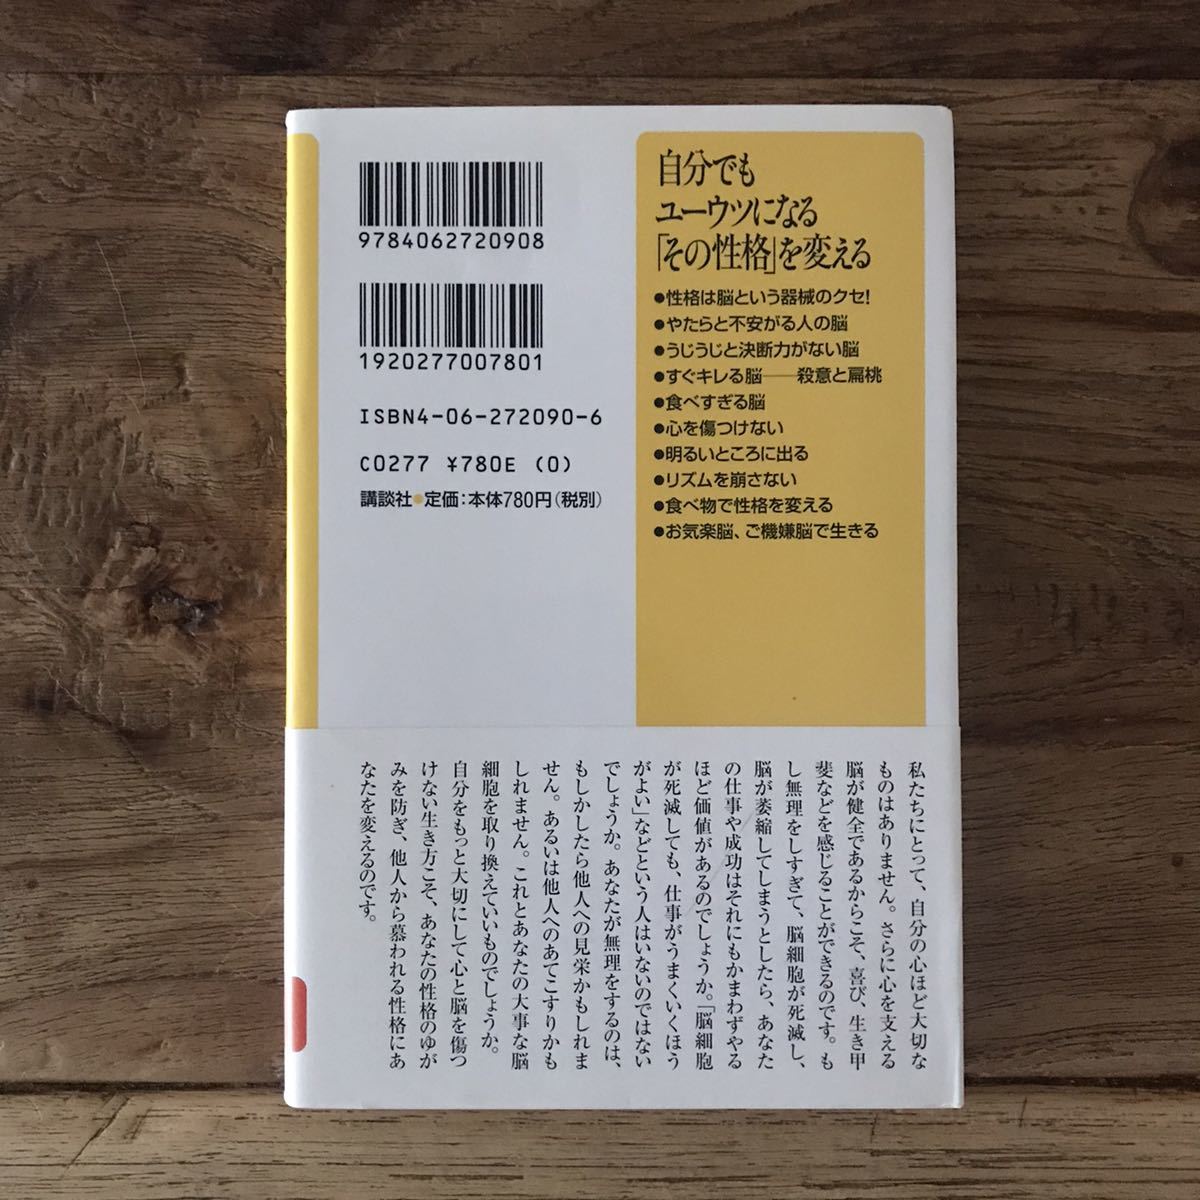 9784062720908
1920277007801
ISBN4-06-272090-6
C0277 ¥780E (0)
講談社●定価：本体780円（税別）
自分でも
ユーウツになる
「その性格」を変える
●性格は脳という器械のクセ!
●やたらと不安がる人の脳
●うじうじと決断力がない脳
●すぐキレる脳──殺意と扁桃
●食べすぎる脳
●心を傷つけない
●明るいところに出る
●リズムを崩さない
●食べ物で性格を変える
●お気楽脳、ご機嫌脳で生きる
私たちにとって、自分の心ほど大切な
ものはありません。さらに心を支える
脳が健全であるからこそ、喜び、生き甲
斐などを感じることができるのです。も
し無理をしすぎて、脳細胞が死滅し、
脳が萎縮してしまうとしたら、あなた
の仕事や成功はそれにもかまわずやる
ほど価値があるのでしょうか。「脳細胞
が死滅しても、仕事がうまくいくほう
がよい」などという人はいないのではない
でしょうか。あなたが無理をするのは、
もしかしたら他人への見栄かもしれま
せん。あるいは他人へのあてこすりかも
しれません。これとあなたの大事な脳
細胞を取り換えていいものでしょうか。
自分をもっと大切にして心と脳を傷つ
けない生き方こそ、あなたの性格のゆが
みを防ぎ、他人から慕われる性格にあ
なたを変えるのです。